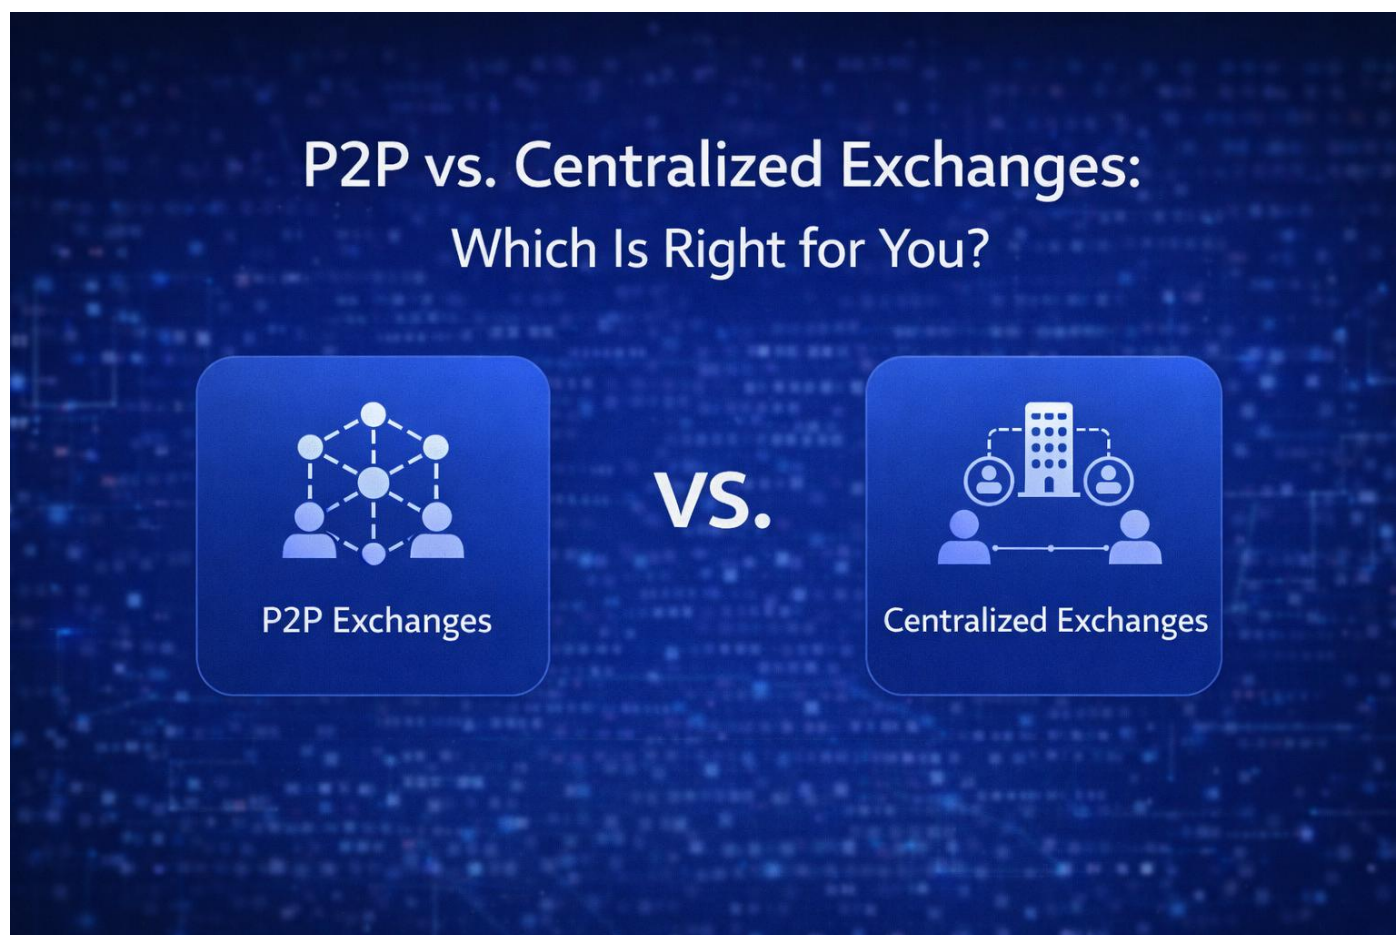 P2P vs. Centralized Exchanges:
Which Is Right for You?
P2P Exchanges
VS.
Centralized Exchanges